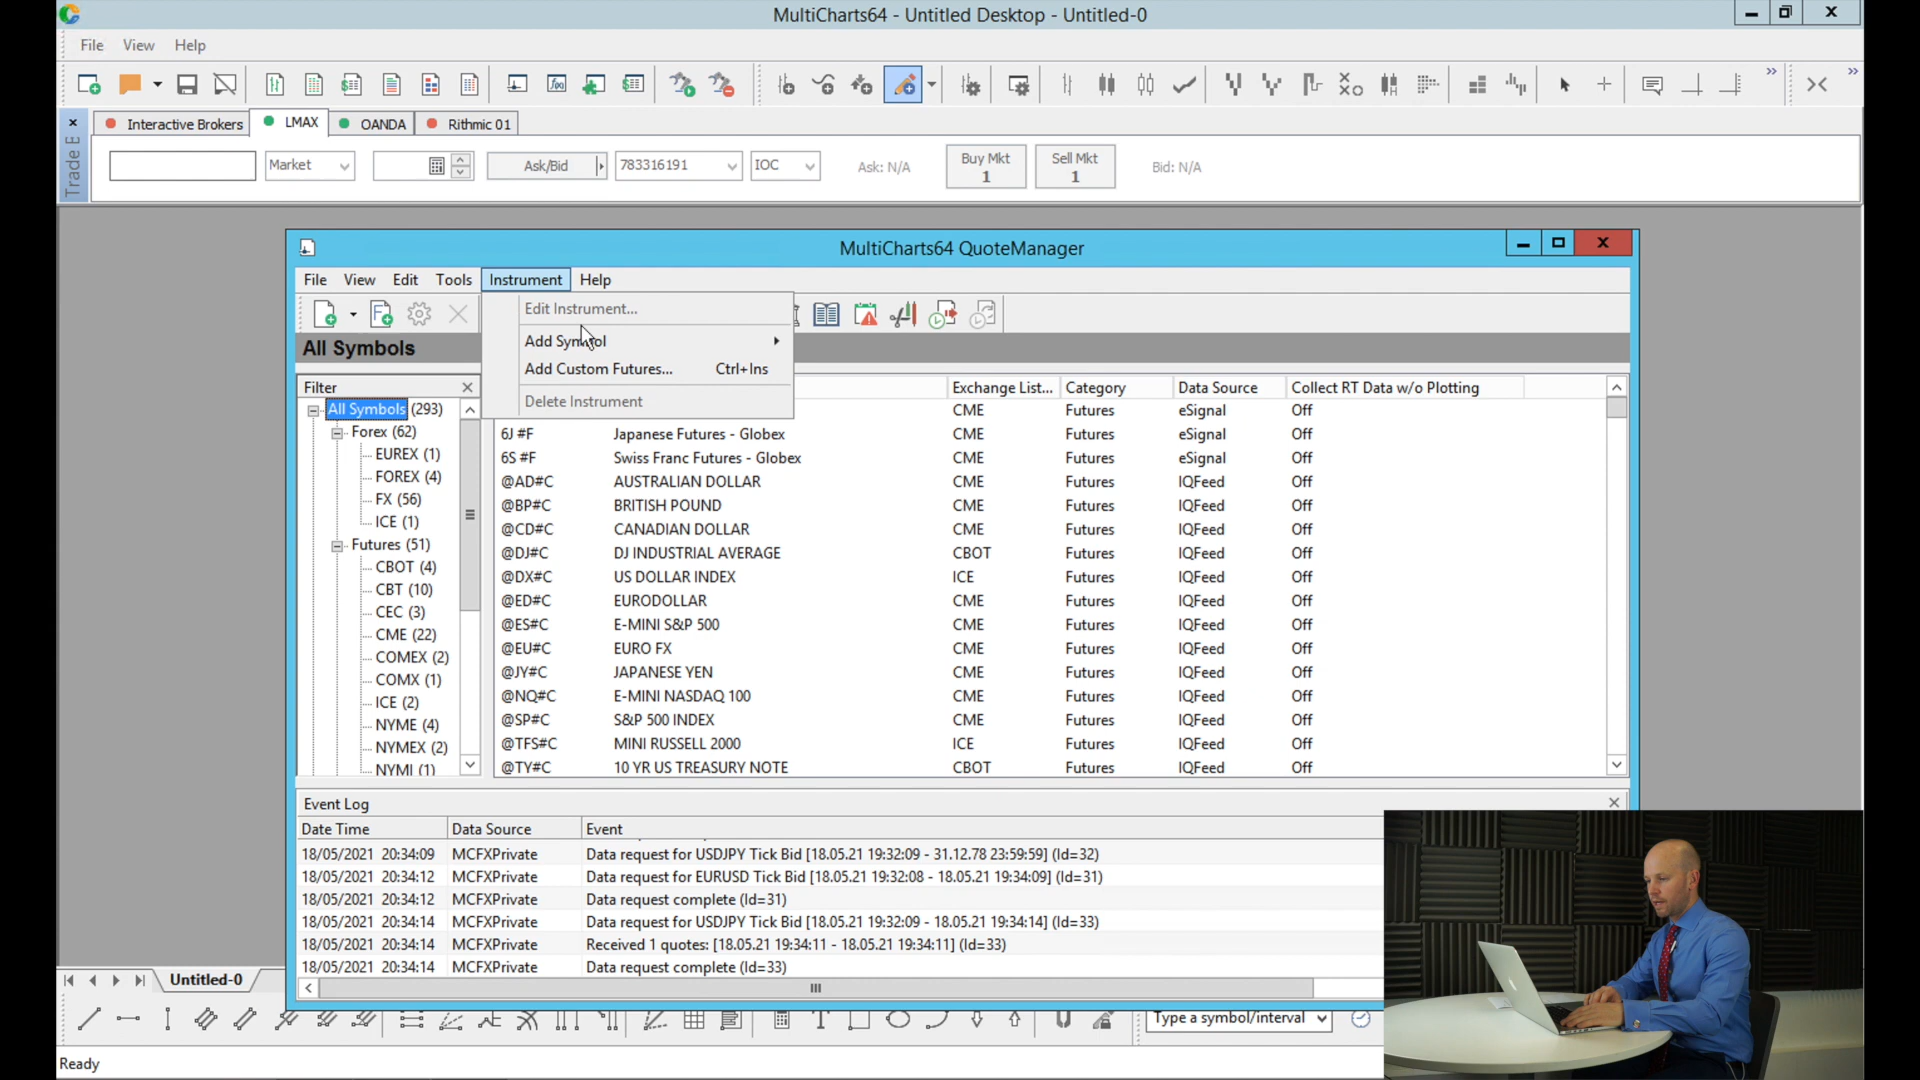 MultiCharts64 - Untitled Desktop - Untitled-0
File View Help
Interactive Brokers LMAX OANDA Rithmic 01
Trade B
Market Ask/Bid 783316191 IOC Ask: N/A Buy Mkt 1 Sell Mkt 1 Bid: N/A
MultiCharts64 QuoteManager
File View Edit Tools Instrument Help
Edit Instrument...
Add Symbol
Add Custom Futures... Ctrl+Ins
Delete Instrument
All Symbols
Filter
All Symbols (293)
Forex (62)
EUREX (1)
FOREX (4)
FX (56)
ICE (1)
Futures (51)
CBOT (4)
CBT (10)
CEC (3)
CME (22)
COMEX (2)
COMX (1)
ICE (2)
NYME (4)
NYMEX (2)
NYMI (1)
Exchange List... Category Data Source Collect RT Data w/o Plotting
CME Futures eSignal Off
6J #F Japanese Futures - Globex CME Futures eSignal Off
6S #F Swiss Franc Futures - Globex CME Futures eSignal Off
@AD#C AUSTRALIAN DOLLAR CME Futures IQFeed Off
@BP#C BRITISH POUND CME Futures IQFeed Off
@CD#C CANADIAN DOLLAR CME Futures IQFeed Off
@DJ#C DJ INDUSTRIAL AVERAGE CBOT Futures IQFeed Off
@DX#C US DOLLAR INDEX ICE Futures IQFeed Off
@ED#C EURODOLLAR CME Futures IQFeed Off
@ES#C E-MINI S&P 500 CME Futures IQFeed Off
@EU#C EURO FX CME Futures IQFeed Off
@JY#C JAPANESE YEN CME Futures IQFeed Off
@NQ#C E-MINI NASDAQ 100 CME Futures IQFeed Off
@SP#C S&P 500 INDEX CME Futures IQFeed Off
@TFS#C MINI RUSSELL 2000 ICE Futures IQFeed Off
@TY#C 10 YR US TREASURY NOTE CBOT Futures IQFeed Off
Event Log
Date Time Data Source Event
18/05/2021 20:34:09 MCFXPrivate Data request for USDJPY Tick Bid [18.05.21 19:32:09 - 31.12.78 23:59:59] (Id=32)
18/05/2021 20:34:12 MCFXPrivate Data request for EURUSD Tick Bid [18.05.21 19:32:08 - 18.05.21 19:34:09] (Id=31)
18/05/2021 20:34:12 MCFXPrivate Data request complete (Id=31)
18/05/2021 20:34:14 MCFXPrivate Data request for USDJPY Tick Bid [18.05.21 19:32:09 - 18.05.21 19:34:14] (Id=33)
18/05/2021 20:34:14 MCFXPrivate Received 1 quotes: [18.05.21 19:34:11 - 18.05.21 19:34:11] (Id=33)
18/05/2021 20:34:14 MCFXPrivate Data request complete (Id=33)
Untitled-0
Type a symbol/interval
Ready